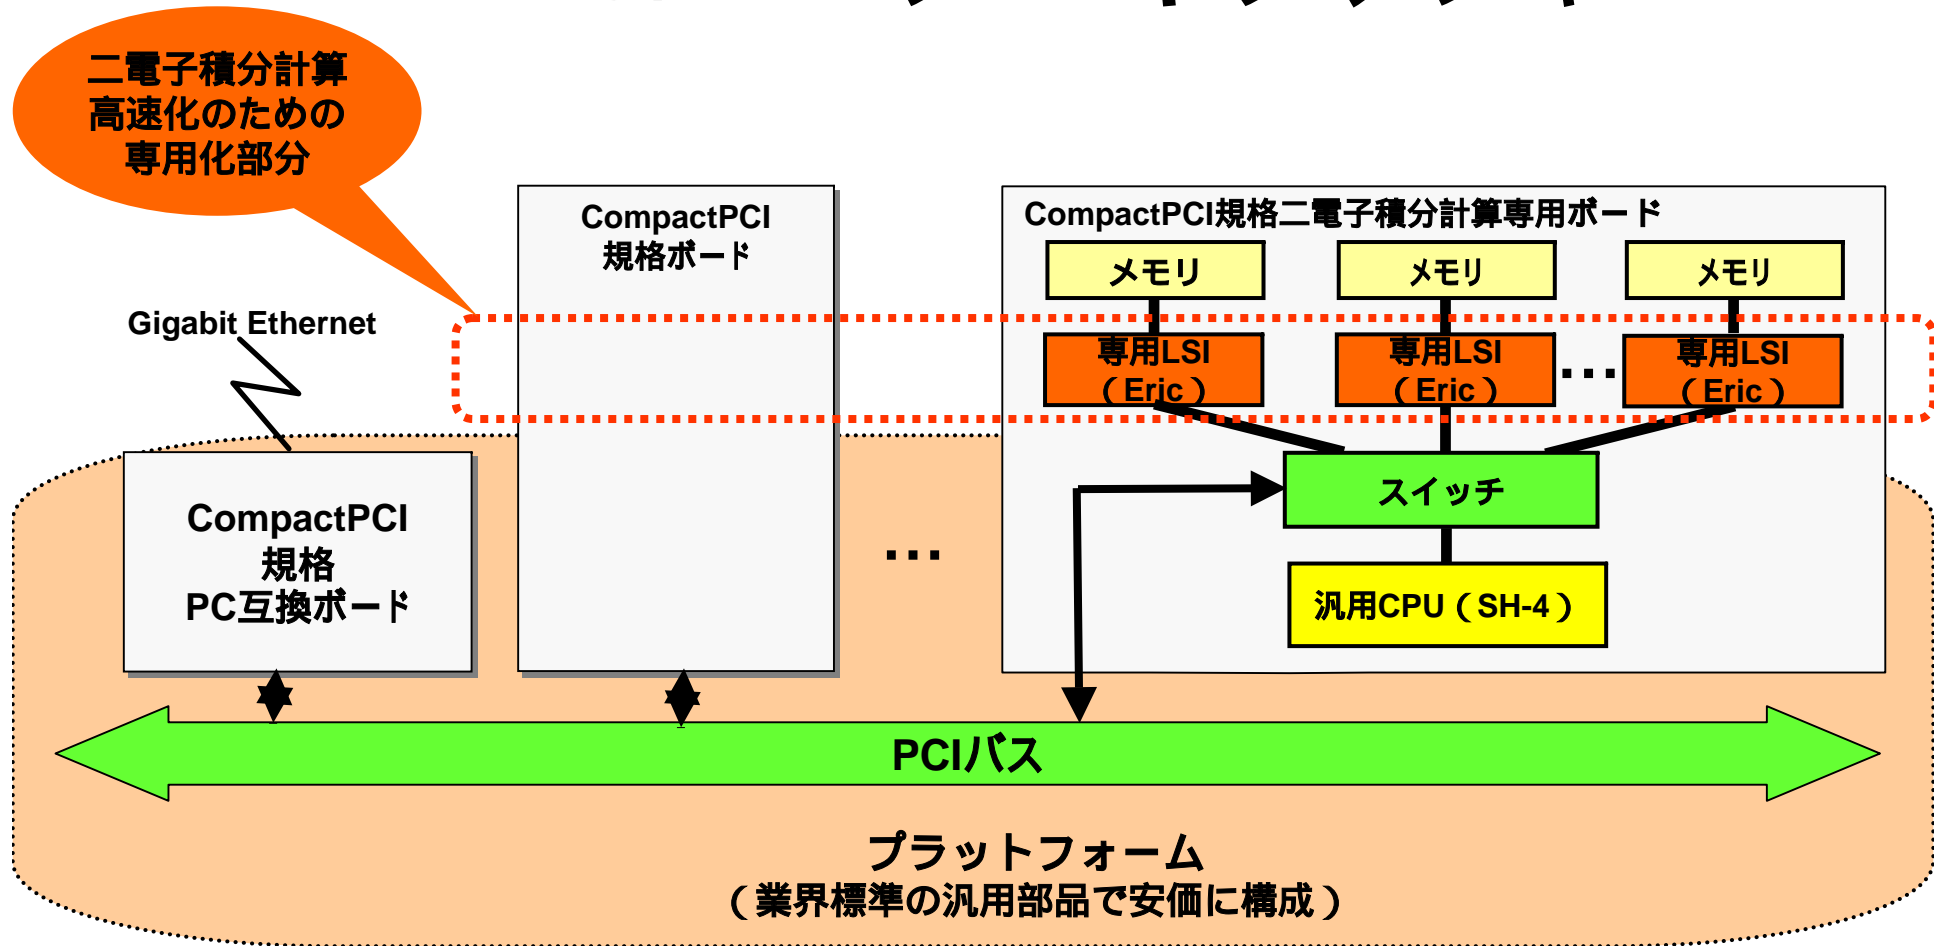 二電子積分計算
高速化のための
専用化部分
Gigabit Ethernet
CompactPCI
規格
PC互換ボード
CompactPCI
規格ボード
…
CompactPCI規格二電子積分計算専用ボード
メモリ
メモリ
メモリ
専用LSI
（Eric）
専用LSI
（Eric）
…
専用LSI
（Eric）
スイッチ
汎用CPU（SH-4）
PCIバス
プラットフォーム
（業界標準の汎用部品で安価に構成）